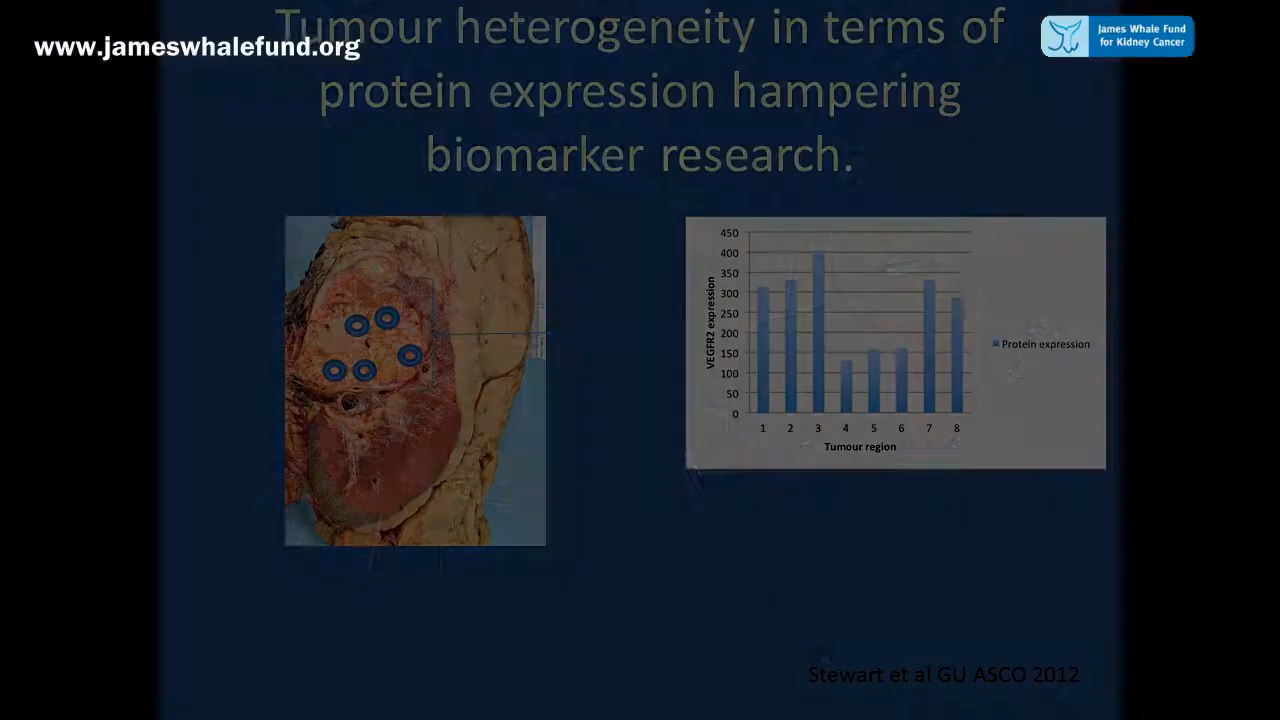 www.jameswhalefund.org
James Whale Fund
for Kidney Cancer
Tumour heterogeneity in terms of
protein expression hampering
biomarker research.
450
400
350
300
250
200
150
100
50
0
VEGFR2 expression
1 2 3 4 5 6 7 8
Tumour region
Protein expression
Stewart et al GU ASCO 2012